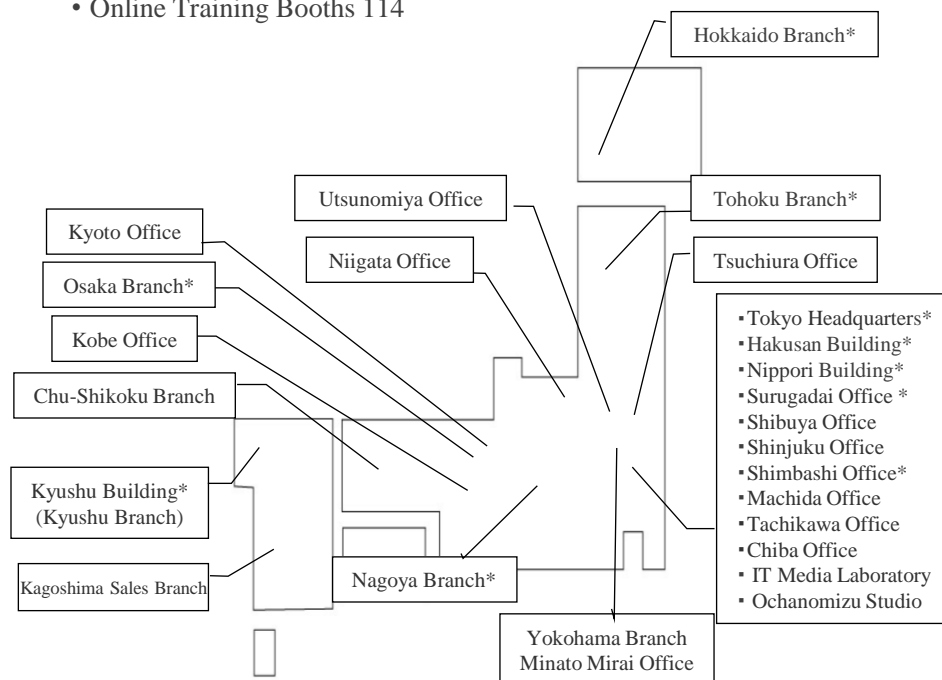 • Online Training Booths 114
Hokkaido Branch*
Utsunomiya Office
Tohoku Branch*
Kyoto Office
Niigata Office
Tsuchiura Office
Osaka Branch*
Kobe Office
Chu-Shikoku Branch
▪Tokyo Headquarters*
▪Hakusan Building*
▪Nippori Building*
▪Surugadai Office *
▪Shibuya Office
▪Shinjuku Office
▪Shimbashi Office*
▪Machida Office
▪Tachikawa Office
▪Chiba Office
▪ IT Media Laboratory
▪ Ochanomizu Studio
Kyushu Building*
(Kyushu Branch)
Kagoshima Sales Branch
Nagoya Branch*
Yokohama Branch
Minato Mirai Office